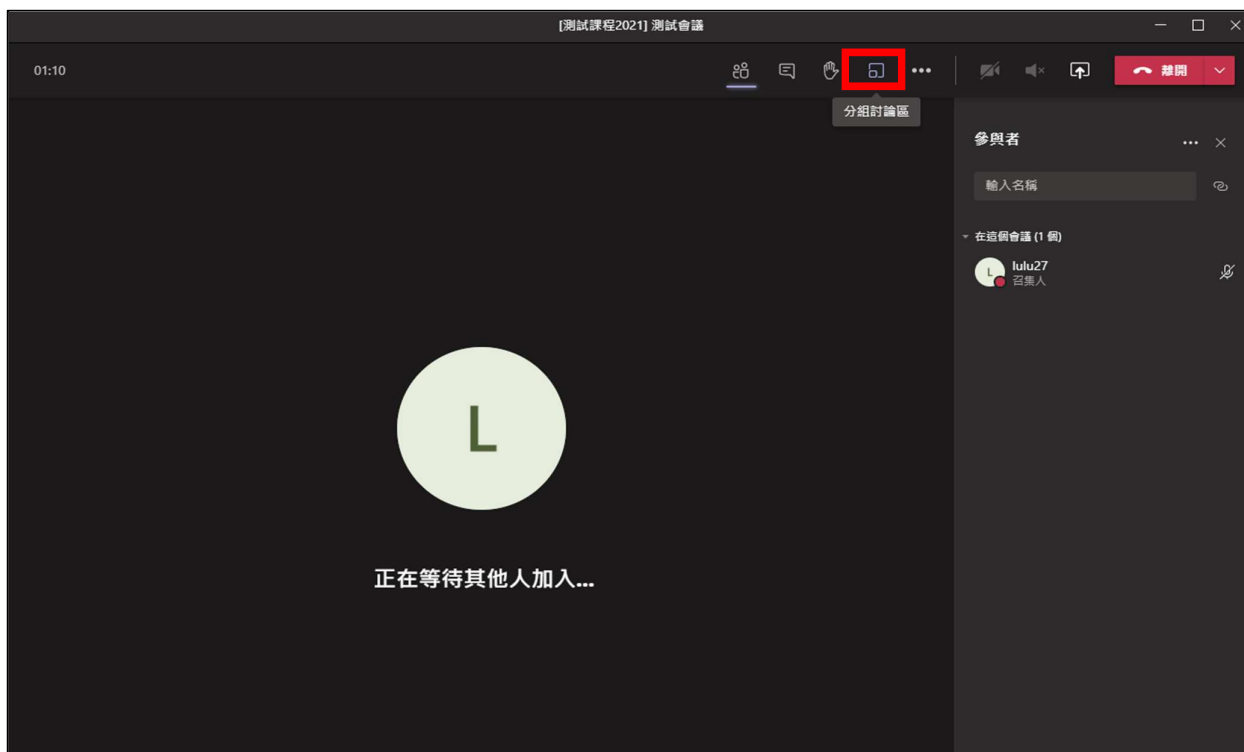 [測試課程2021] 測試會議
01:10
離開
分組討論區
參與者
輸入名稱
在這個會議 (1 個)
L
lulu27
召集人
L
正在等待其他人加入...